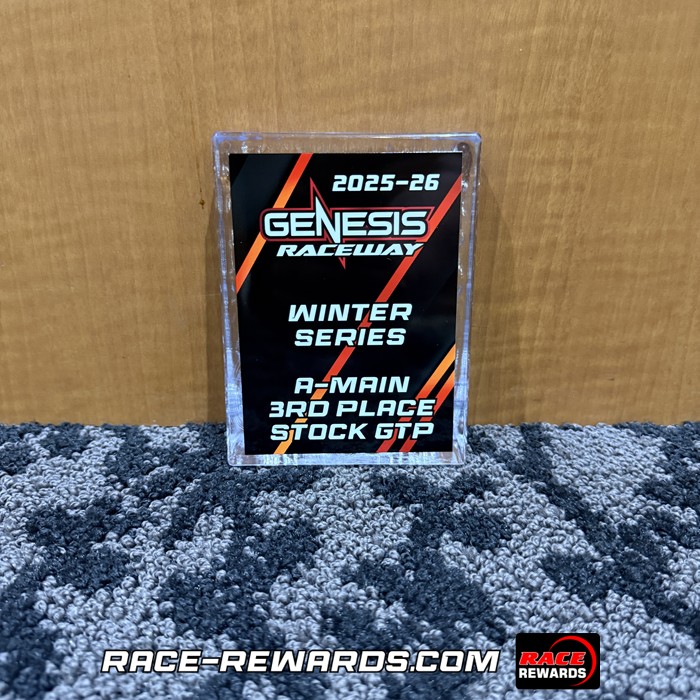 2025-26
GENESIS
RACEWAY
WINTER
SERIES
A-MAIN
3RD PLACE
STOCK GTP
RACE-REWARDS.COM
RACE
REWARDS